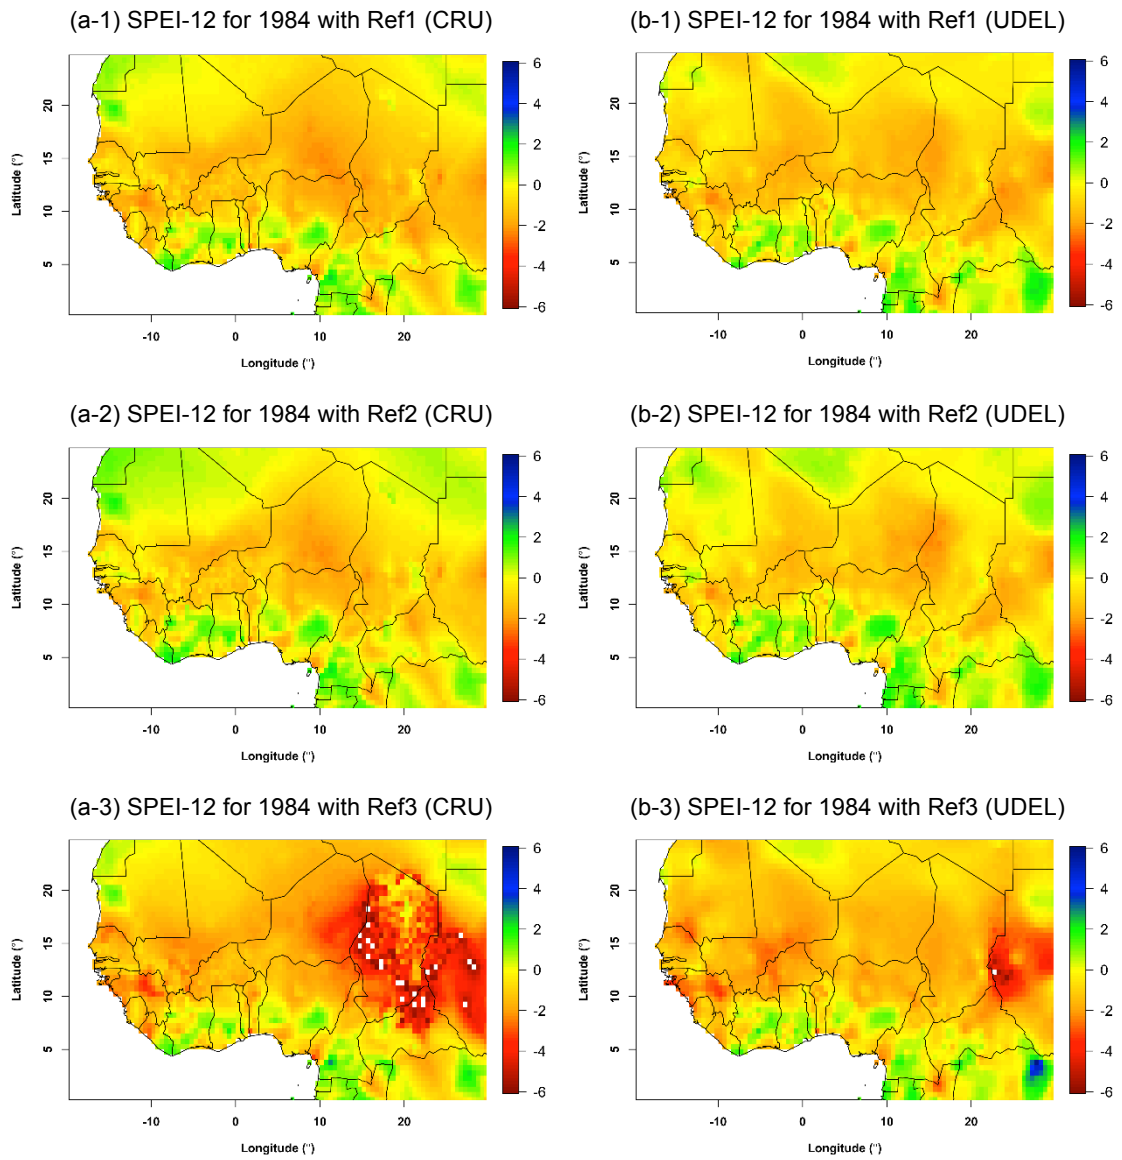 (a-1) SPEI-12 for 1984 with Ref1 (CRU)
(b-1) SPEI-12 for 1984 with Ref1 (UDEL)
Latitude (°)
5 10 15 20
-10 0 10 20
Longitude (°)
6
4
2
0
-2
-4
-6
Latitude (°)
5 10 15 20
-10 0 10 20
Longitude (°)
6
4
2
0
-2
-4
-6
(a-2) SPEI-12 for 1984 with Ref2 (CRU)
(b-2) SPEI-12 for 1984 with Ref2 (UDEL)
Latitude (°)
5 10 15 20
-10 0 10 20
Longitude (°)
6
4
2
0
-2
-4
-6
Latitude (°)
5 10 15 20
-10 0 10 20
Longitude (°)
6
4
2
0
-2
-4
-6
(a-3) SPEI-12 for 1984 with Ref3 (CRU)
(b-3) SPEI-12 for 1984 with Ref3 (UDEL)
Latitude (°)
5 10 15 20
-10 0 10 20
Longitude (°)
6
4
2
0
-2
-4
-6
Latitude (°)
5 10 15 20
-10 0 10 20
Longitude (°)
6
4
2
0
-2
-4
-6